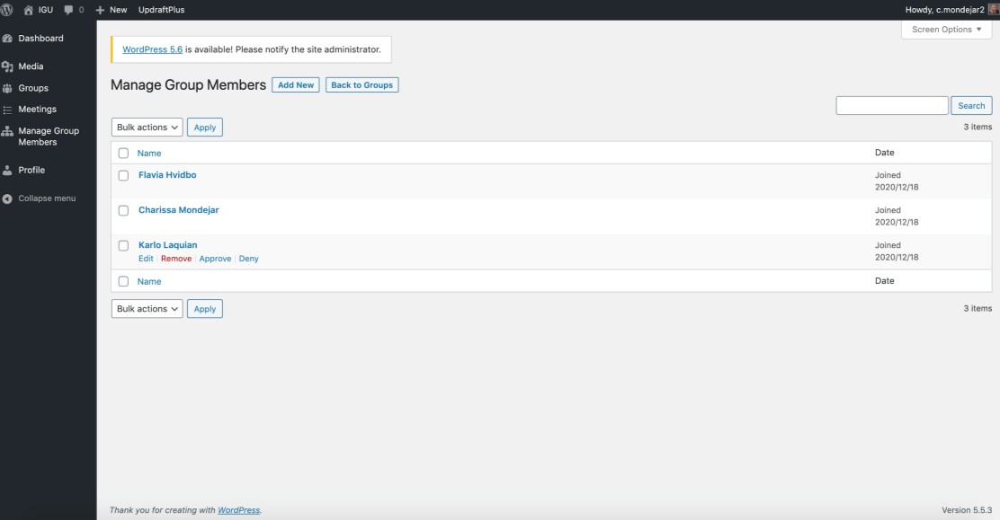 IGU 0 New UpdraftPlus Howdy, c.mondejar2
Screen Options
Dashboard
Media
Groups
Meetings
Manage Group
Members
Profile
Collapse menu
WordPress 5.6 is available! Please notify the site administrator.
Manage Group Members Add New Back to Groups
Search
Bulk actions Apply 3 items
Name Date
Flavia Hvidbo Joined
2020/12/18
Charissa Mondejar Joined
2020/12/18
Karlo Laquian Joined
Edit | Remove | Approve | Deny 2020/12/18
Name Date
Bulk actions Apply 3 items
Thank you for creating with WordPress. Version 5.5.3